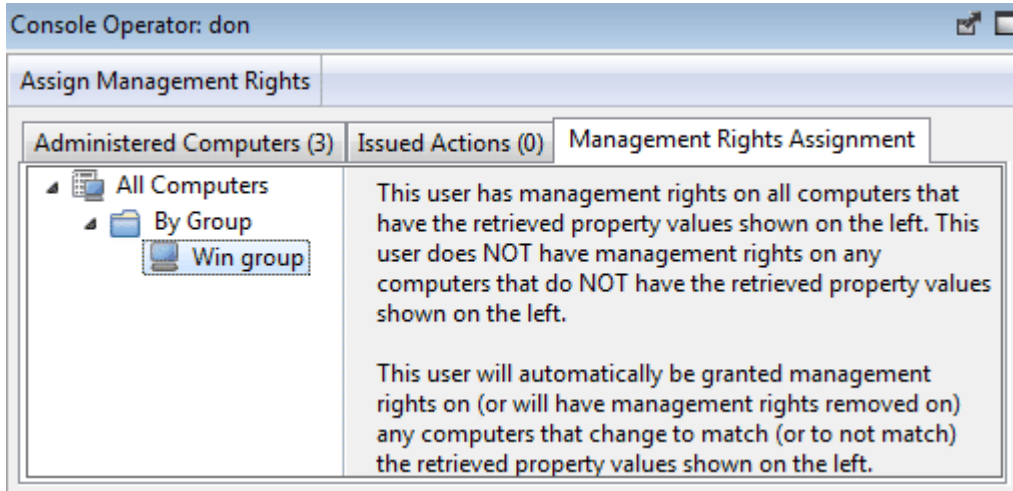 Console Operator: don
Assign Management Rights
Administered Computers (3)
Issued Actions (0)
Management Rights Assignment
All Computers
By Group
Win group
This user has management rights on all computers that
have the retrieved property values shown on the left. This
user does NOT have management rights on any
computers that do NOT have the retrieved property values
shown on the left.
This user will automatically be granted management
rights on (or will have management rights removed on)
any computers that change to match (or to not match)
the retrieved property values shown on the left.